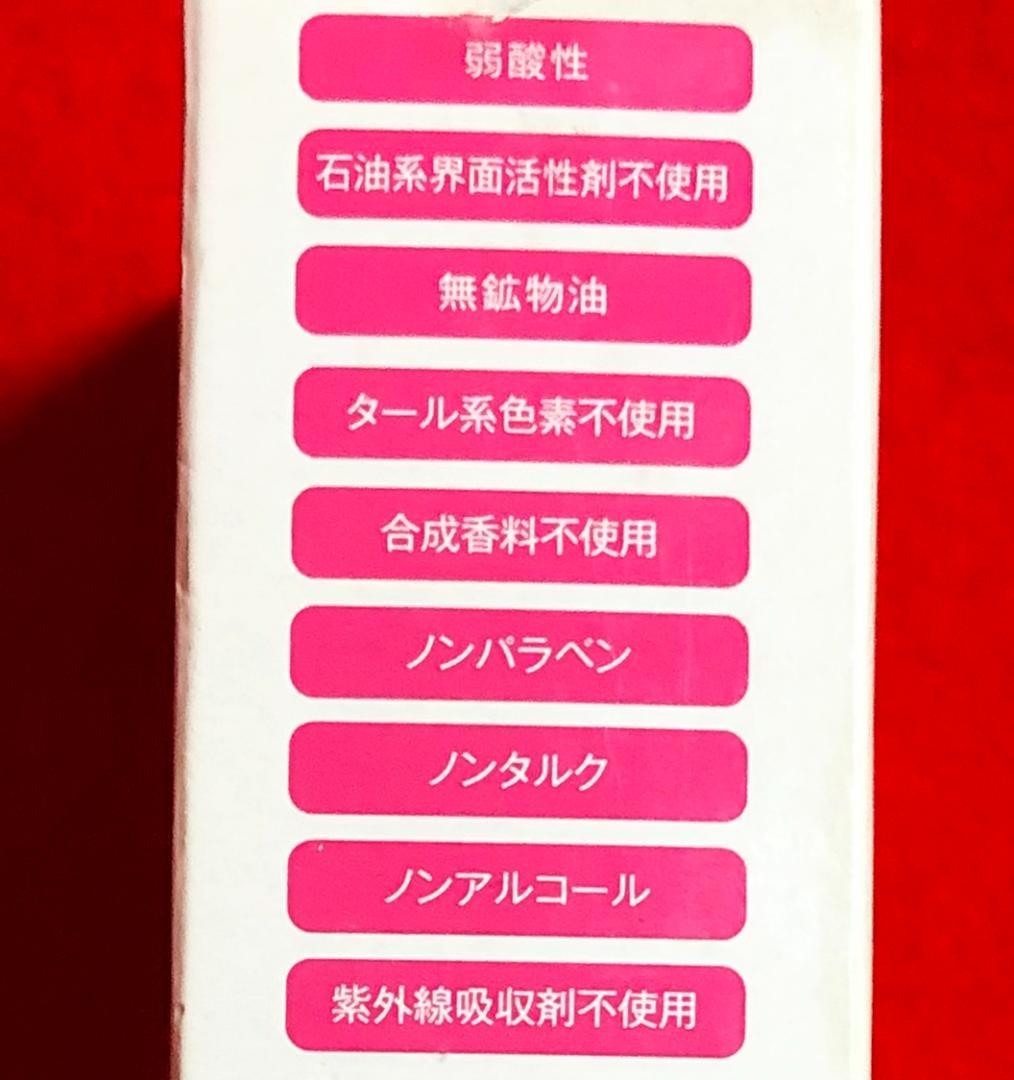 弱酸性
石油系界面活性剤不使用
無鉱物油
タール系色素不使用
合成香料不使用
ノンパラベン
ノンタルク
ノンアルコール
紫外線吸収剤不使用